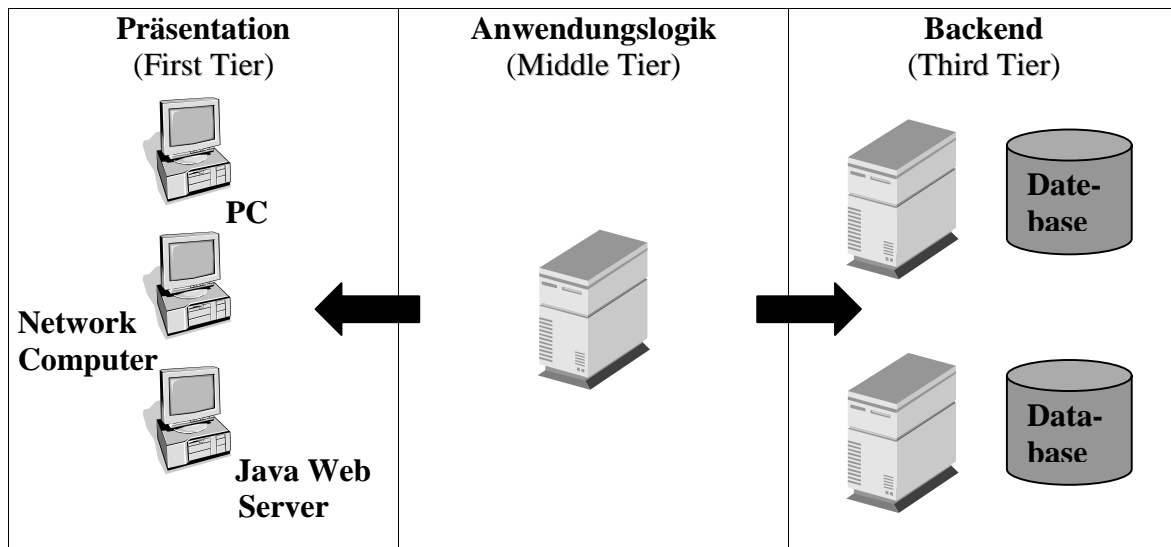 Präsentation
(First Tier)
PC
Network
Computer
Java Web
Server
Anwendungslogik
(Middle Tier)
Backend
(Third Tier)
Date-
base
Data-
base